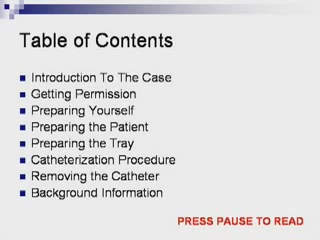 Table of Contents
Introduction To The Case
Getting Permission
Preparing Yourself
Preparing the Patient
Preparing the Tray
Catheterization Procedure
Removing the Catheter
Background Information
PRESS PAUSE TO READ